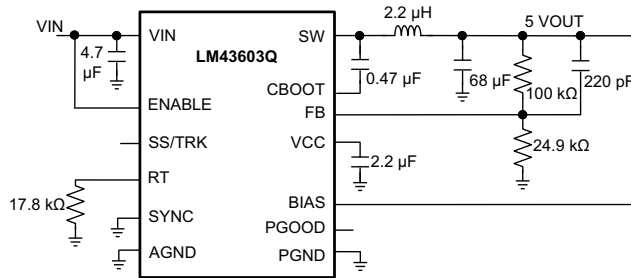 VIN
VIN
LM43603Q
SW
2.2 µH
5 VOUT
4.7
µF
0.47 µF
68 µF
100 kΩ
220 pF
ENABLE
CBOOT
FB
SS/TRK
VCC
2.2 µF
24.9 kΩ
RT
17.8 kΩ
SYNC
BIAS
PGOOD
AGND
PGND